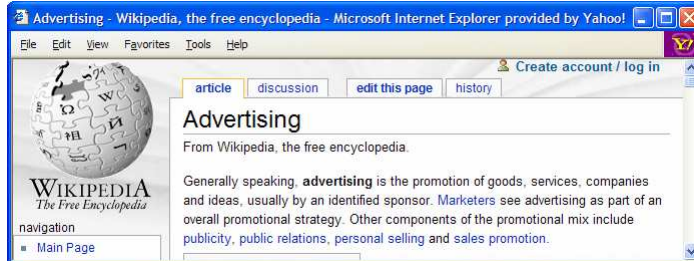 Advertising - Wikipedia, the free encyclopedia - Microsoft Internet Explorer provided by Yahoo!
File Edit View Favorites Tools Help
Y!
Create account / log in
article discussion edit this page history
Advertising
From Wikipedia, the free encyclopedia.
Generally speaking, advertising is the promotion of goods, services, companies
and ideas, usually by an identified sponsor. Marketers see advertising as part of an
overall promotional strategy. Other components of the promotional mix include
publicity, public relations, personal selling and sales promotion.
WIKIPEDIA
The Free Encyclopedia
navigation
Main Page